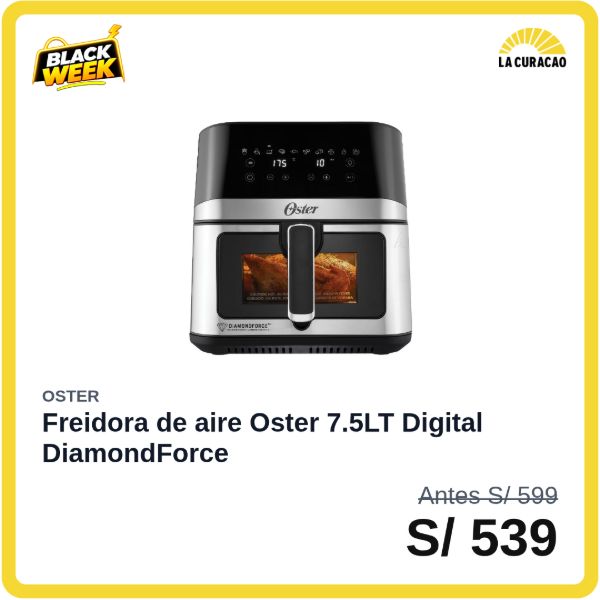 BLACK
WEEK
LA CURACAO
175
10
Oster
DIAMONDFORCE
OSTER
Freidora de aire Oster 7.5LT Digital
DiamondForce
Antes S/ 599
S/ 539